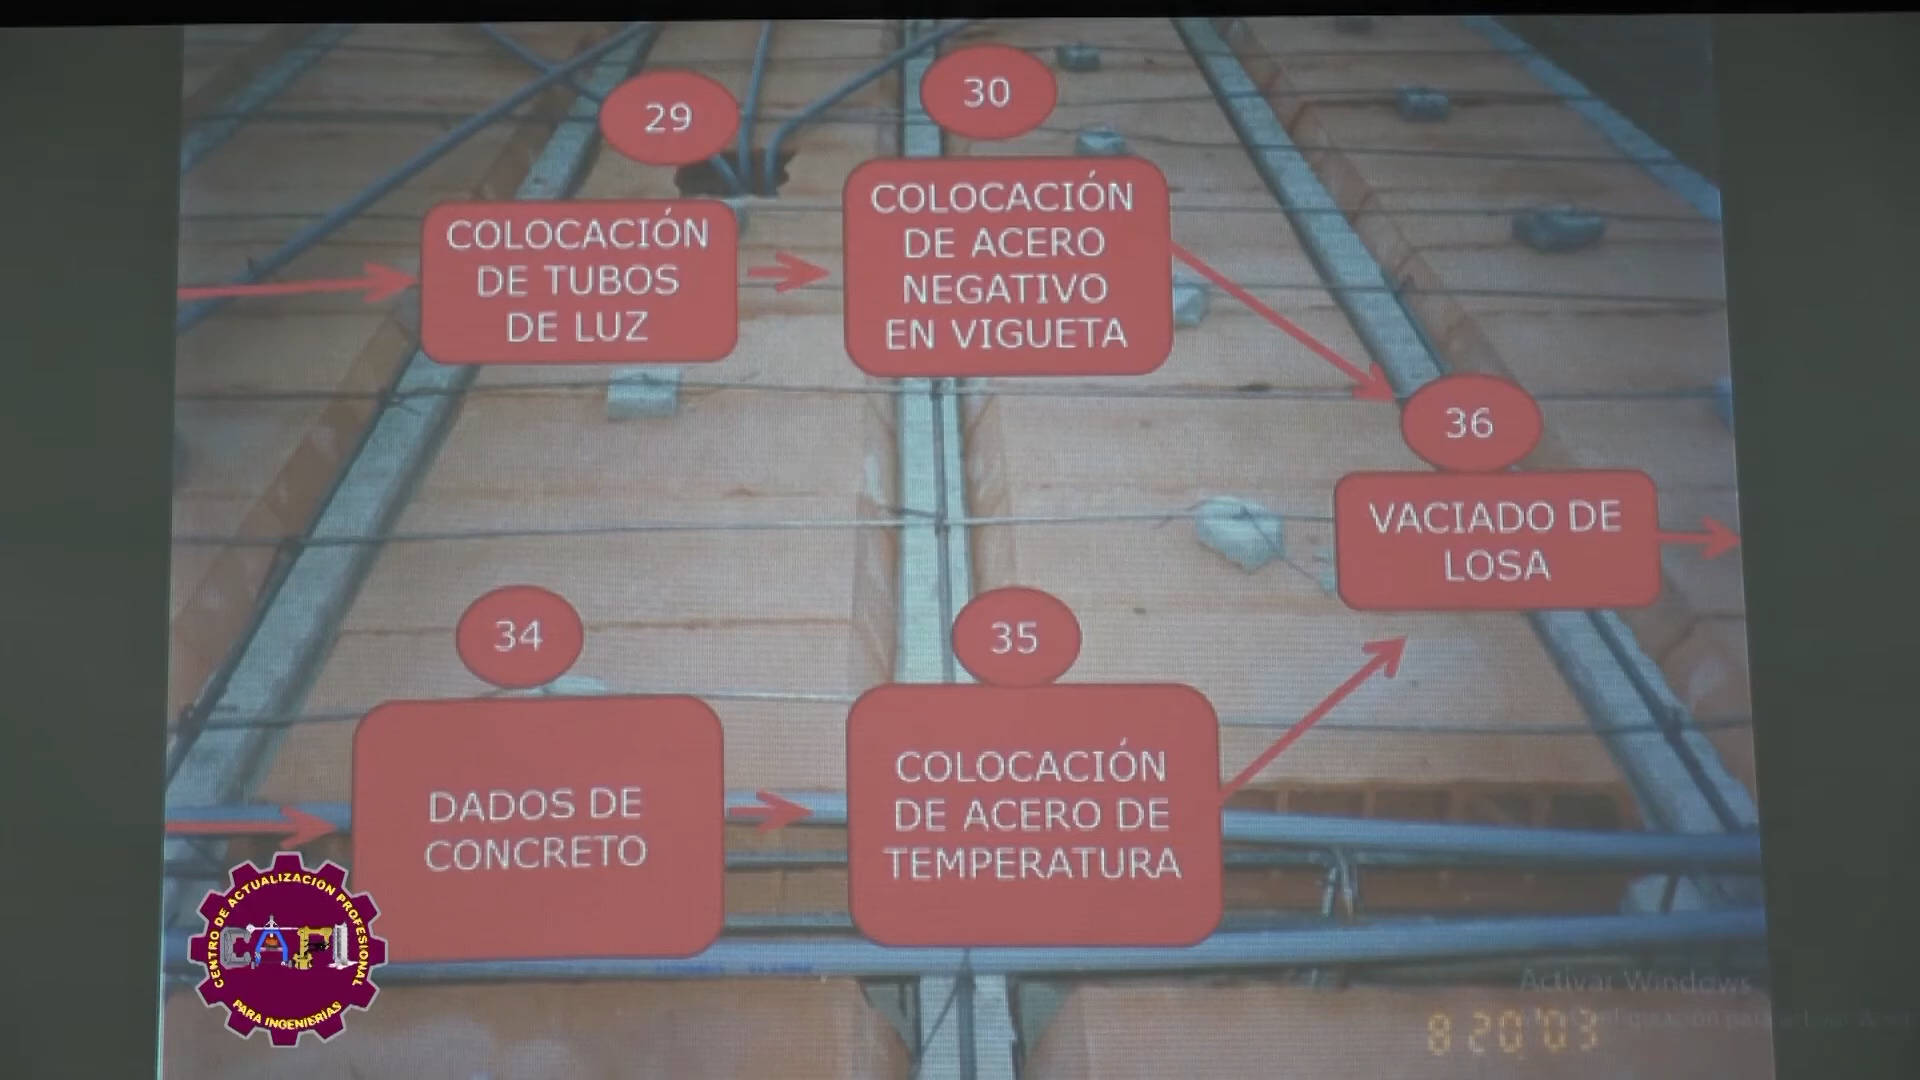 29
30
COLOCACIÓN
DE TUBOS
DE LUZ
COLOCACIÓN
DE ACERO
NEGATIVO
EN VIGUETA
36
VACIADO DE
LOSA
34
35
DADOS DE
CONCRETO
COLOCACIÓN
DE ACERO DE
TEMPERATURA
CENTRO DE ACTUALIZACION PROFESIONAL
CAPI
PARA INGENIERIAS
Activar Windows
8 20 03